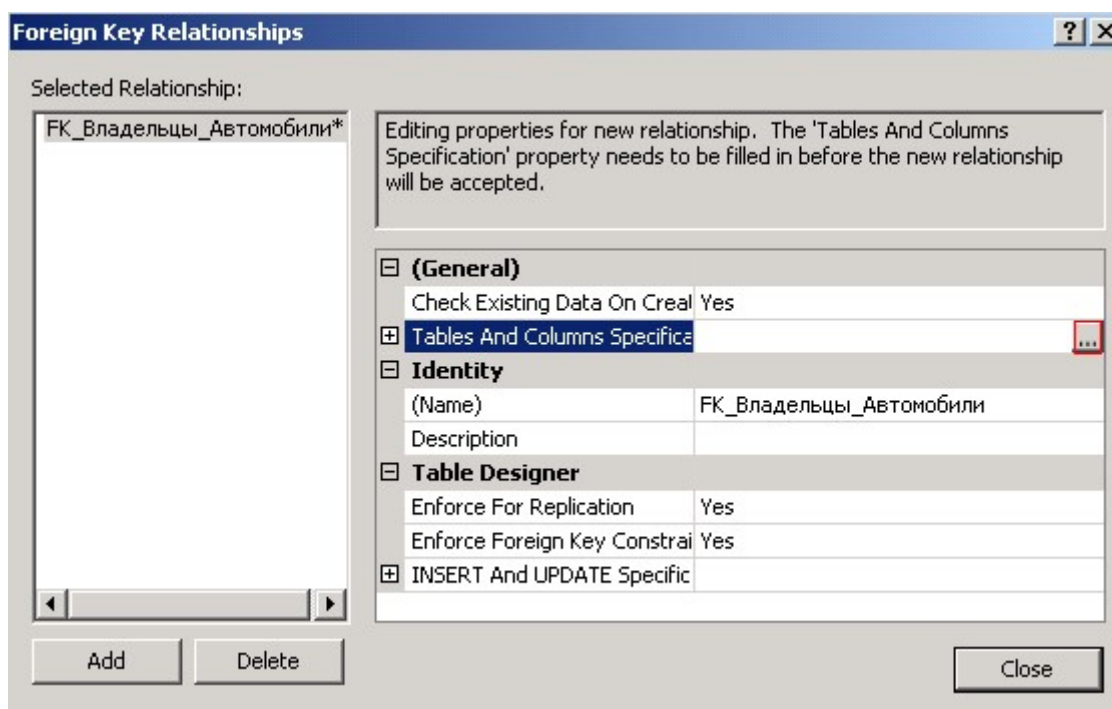 Foreign Key Relationships
Selected Relationship:
FK_Владельцы_Автомобили*
Editing properties for new relationship. The 'Tables And Columns
Specification' property needs to be filled in before the new relationship
will be accepted.
(General)
Check Existing Data On Creat Yes
Tables And Columns Specifica ...
Identity
(Name) FK_Владельцы_Автомобили
Description
Table Designer
Enforce For Replication Yes
Enforce Foreign Key Constrai Yes
INSERT And UPDATE Specific
Add Delete
Close